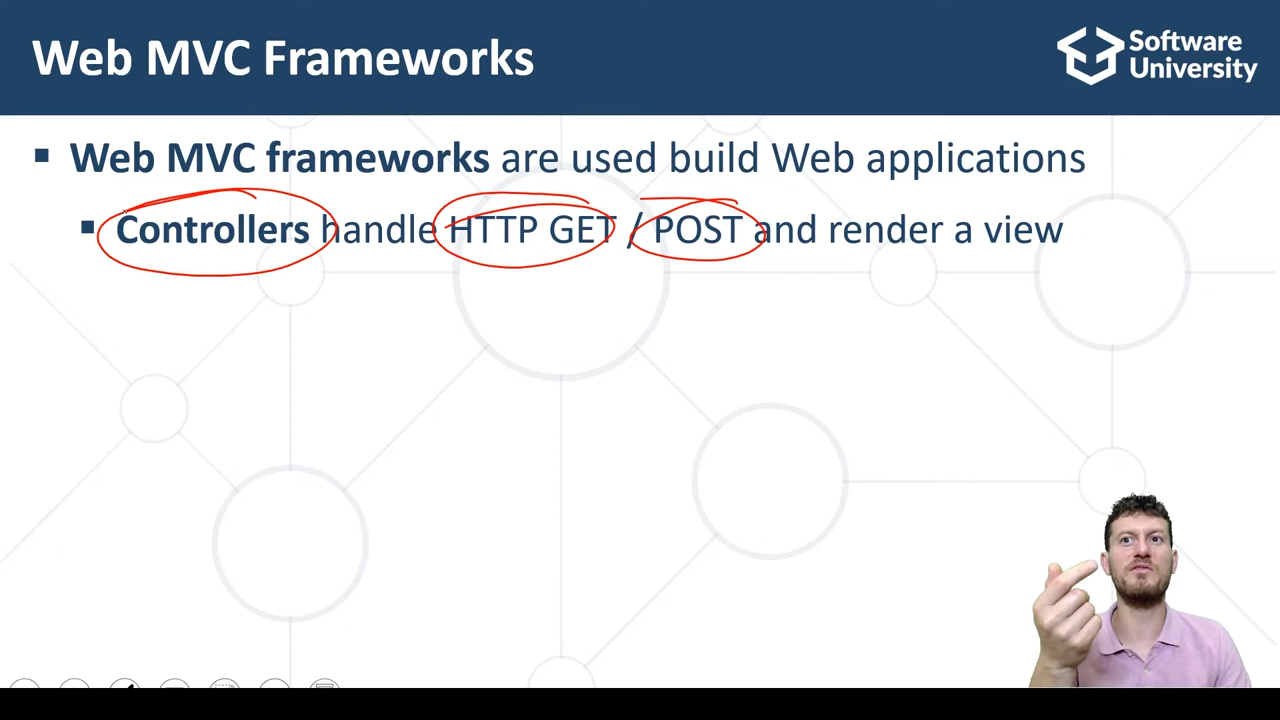 Web MVC Frameworks
Software
University
▪ Web MVC frameworks are used build Web applications
▪ Controllers handle HTTP GET / POST and render a view